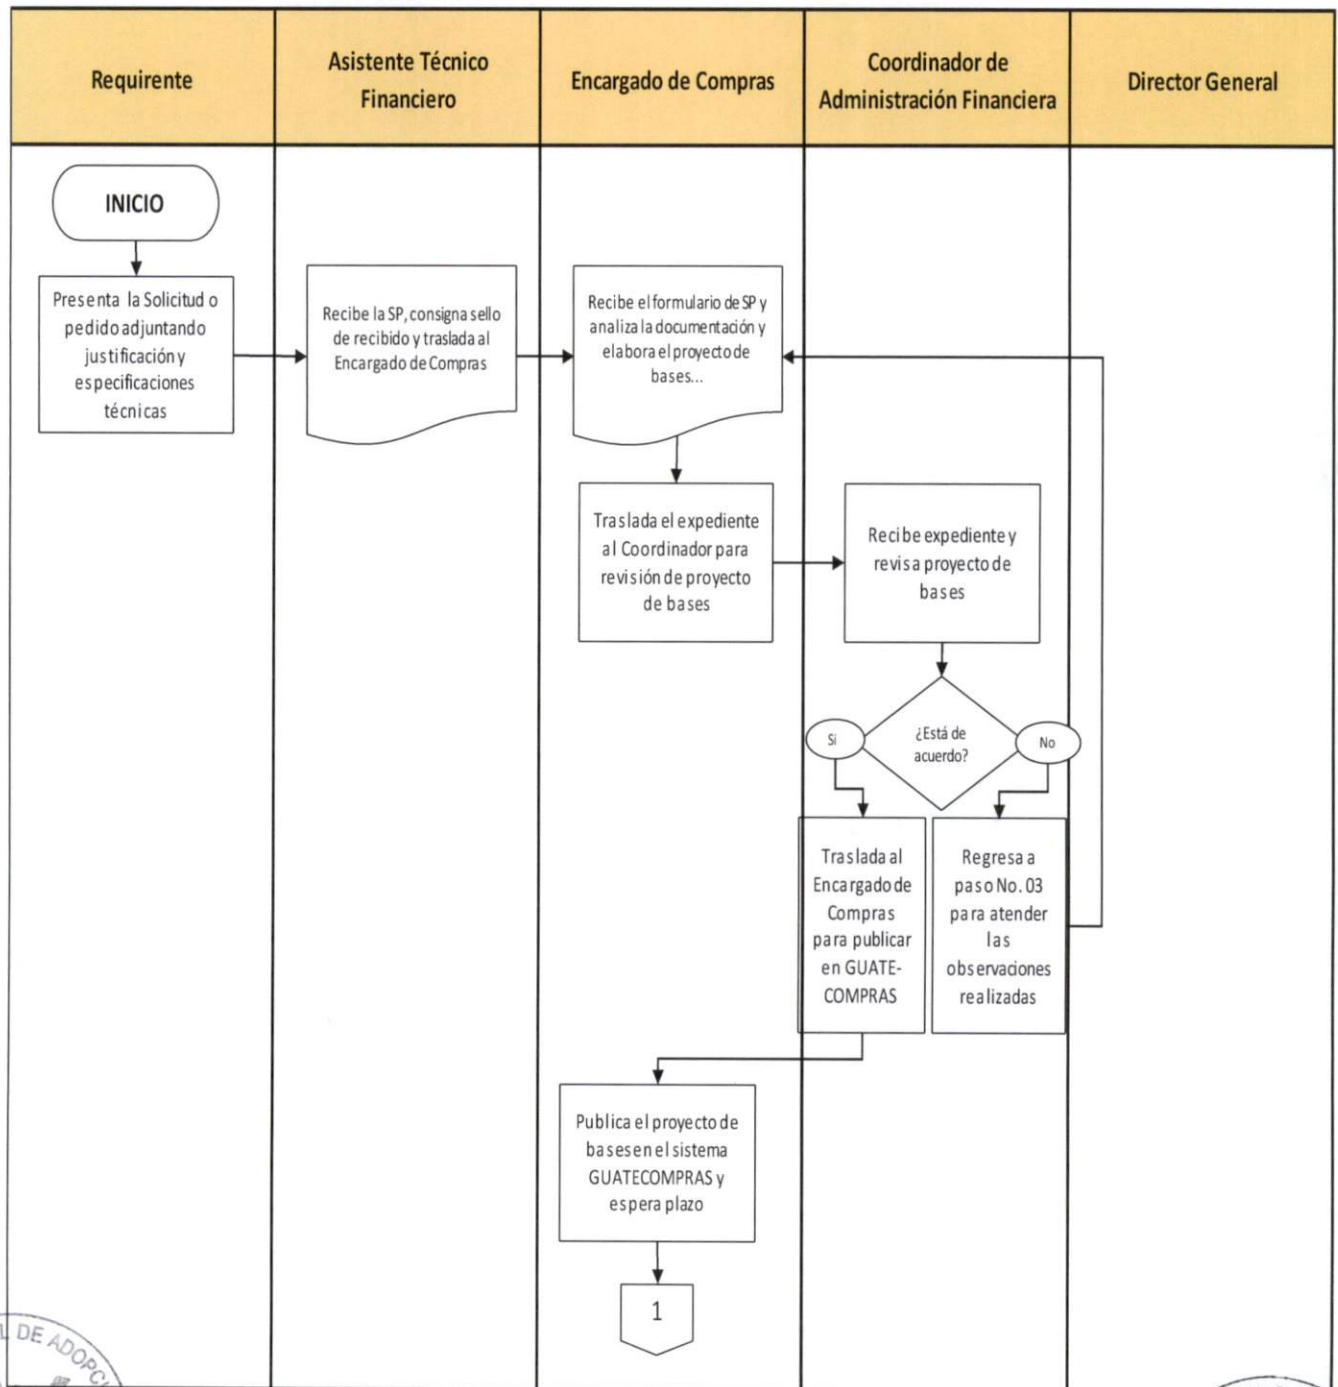 Requirente
Asistente Técnico
Financiero
Encargado de Compras
Coordinador de
Administración Financiera
Director General
INICIO
Presenta la Solicitud o
pedido adjuntando
justificación y
especificaciones
técnicas
Recibe la SP, consigna sello
de recibido y traslada al
Encargado de Compras
Recibe el formulario de SP y
analiza la documentación y
elabora el proyecto de
bases...
Traslada el expediente
al Coordinador para
revisión de proyecto
de bases
Recibe expediente y
revisa proyecto de
bases
¿Está de
acuerdo?
Si
No
Traslada al
Encargado de
Compras
para publicar
en GUATE-
COMPRAS
Regresa a
paso No. 03
para atender
las
observaciones
realizadas
Publica el proyecto de
bases en el sistema
GUATECOMPRAS y
espera plazo
1
DE